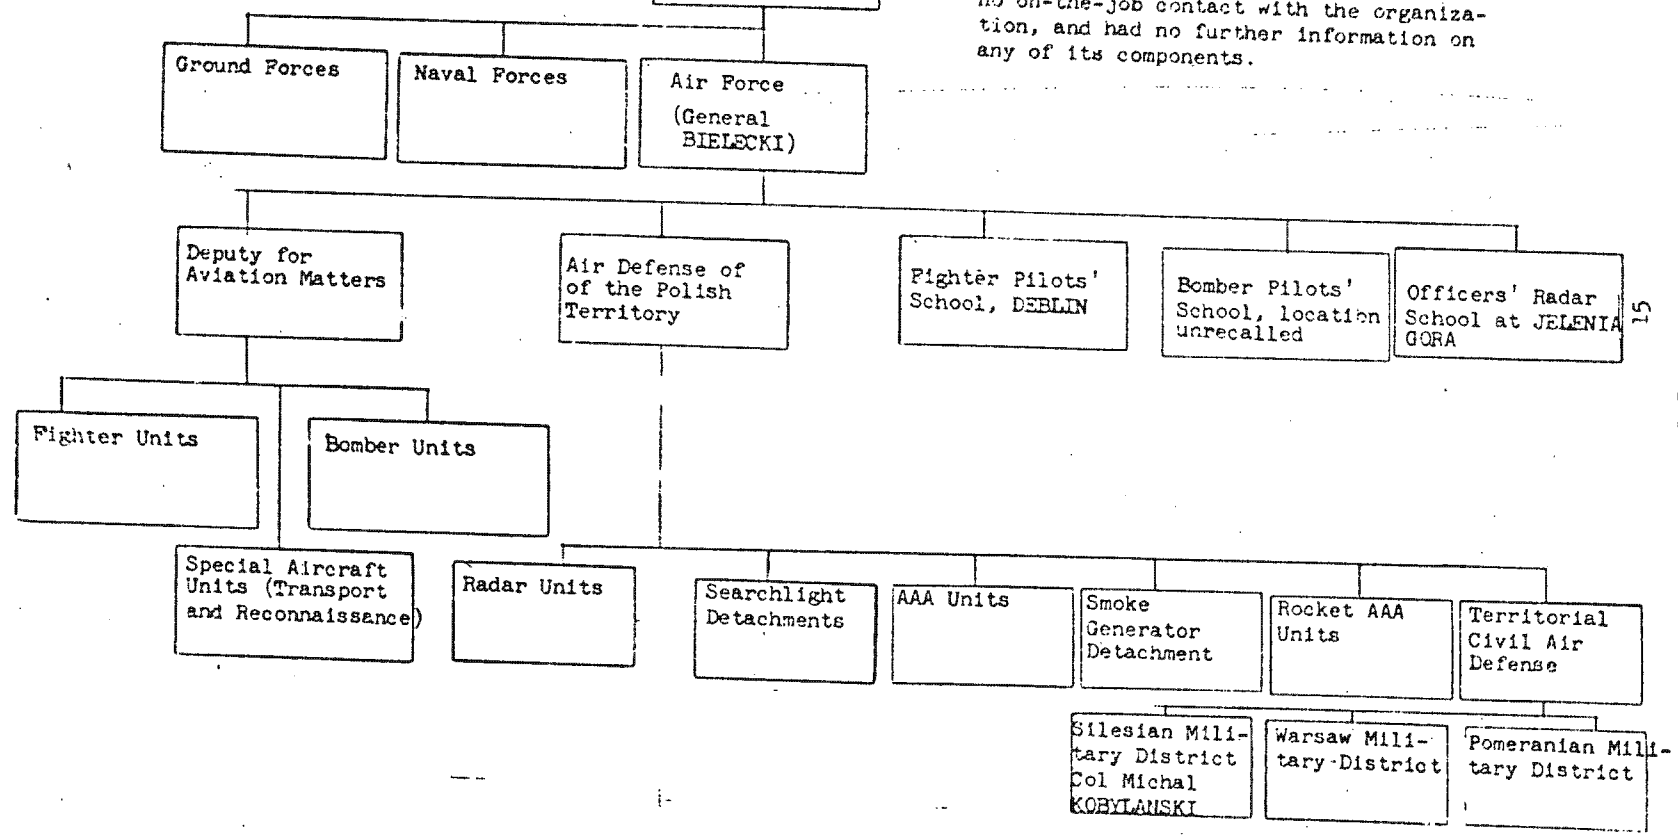 no on-the-job contact with the organiza-
tion, and had no further information on
any of its components.
Ground Forces
Naval Forces
Air Force
(General
BIELECKI)
Deputy for
Aviation Matters
Air Defense of
of the Polish
Territory
Fighter Pilots'
School, DEBLIN
Bomber Pilots'
School, location
unrecalled
Officers' Radar
School at JELENIA
GORA
15
Fighter Units
Bomber Units
Special Aircraft
Units (Transport
and Reconnaissance)
Radar Units
Searchlight
Detachments
AAA Units
Smoke
Generator
Detachment
Rocket AAA
Units
Territorial
Civil Air
Defense
Silesian Mili-
tary District
Col Michal
KOBYLANSKI
Warsaw Mili-
tary District
Pomeranian Mili-
tary District